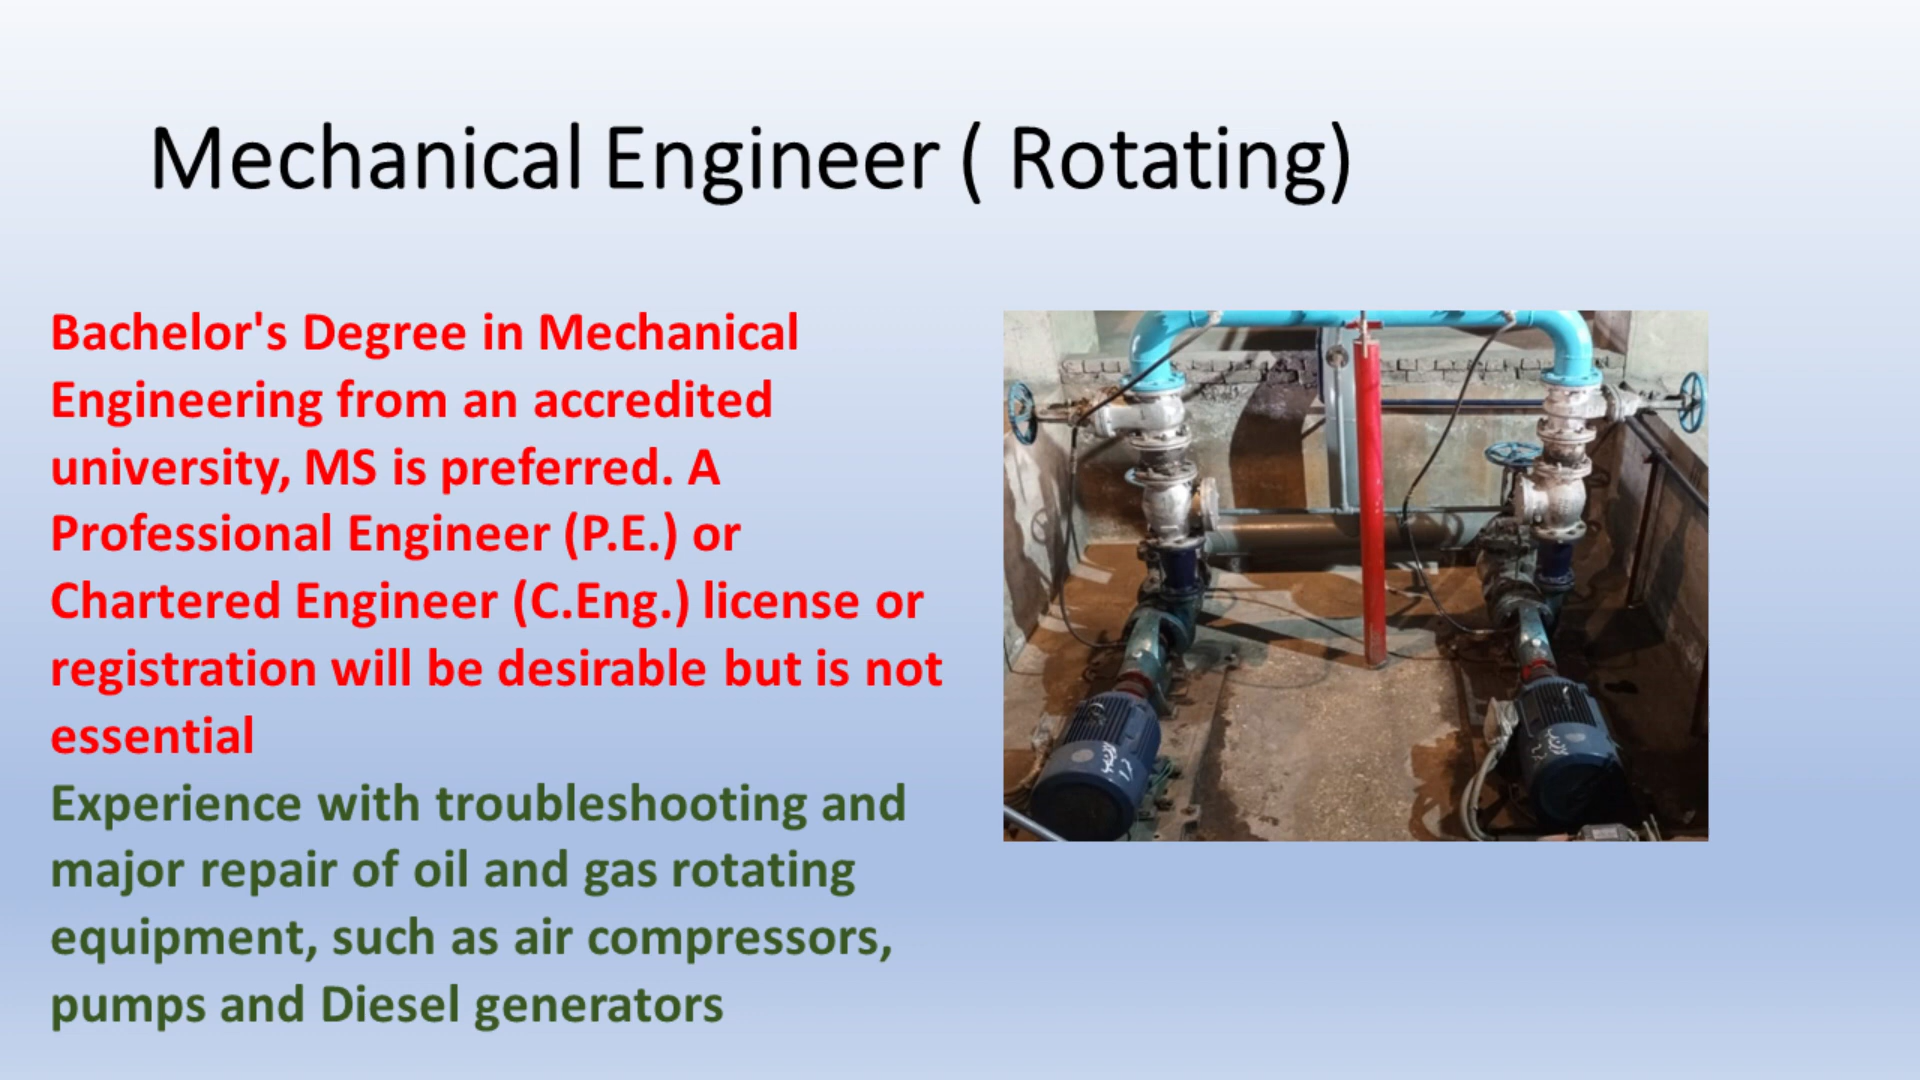 Mechanical Engineer ( Rotating)
Bachelor's Degree in Mechanical
Engineering from an accredited
university, MS is preferred. A
Professional Engineer (P.E.) or
Chartered Engineer (C.Eng.) license or
registration will be desirable but is not
essential
Experience with troubleshooting and
major repair of oil and gas rotating
equipment, such as air compressors,
pumps and Diesel generators